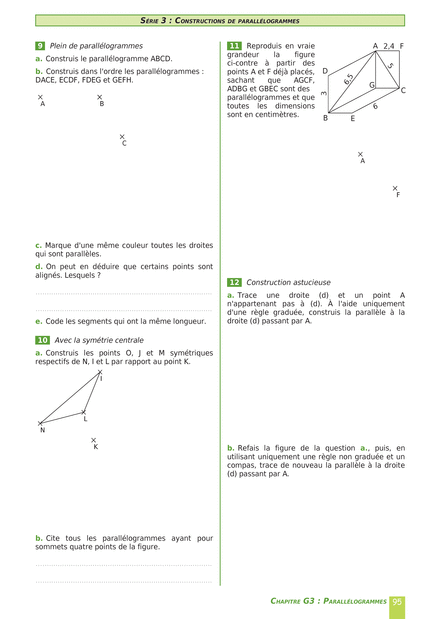 SÉRIE 3 : CONSTRUCTIONS DE PARALLÉLOGRAMMES
9 Plein de parallélogrammes
a. Construis le parallélogramme ABCD.
b. Construis dans l'ordre les parallélogrammes :
DACE, ECDF, FDEG et GEFH.
A
B
C
c. Marque d'une même couleur toutes les droites
qui sont parallèles.
d. On peut en déduire que certains points sont
alignés. Lesquels ?
e. Code les segments qui ont la même longueur.
10 Avec la symétrie centrale
a. Construis les points O, J et M symétriques
respectifs de N, I et L par rapport au point K.
I
L
N
K
b. Cite tous les parallélogrammes ayant pour
sommets quatre points de la figure.
11 Reproduis en vraie
grandeur la figure
ci-contre à partir des
points A et F déjà placés,
sachant que AGCF,
ADBG et GBEC sont des
parallélogrammes et que
toutes les dimensions
sont en centimètres.
A 2,4 F
D
6,5
5
G
C
3
6
B E
A
F
12 Construction astucieuse
a. Trace une droite (d) et un point A
n'appartenant pas à (d). À l'aide uniquement
d'une règle graduée, construis la parallèle à la
droite (d) passant par A.
b. Refais la figure de la question a., puis, en
utilisant uniquement une règle non graduée et un
compas, trace de nouveau la parallèle à la droite
(d) passant par A.
CHAPITRE G3 : PARALLÉLOGRAMMES 95